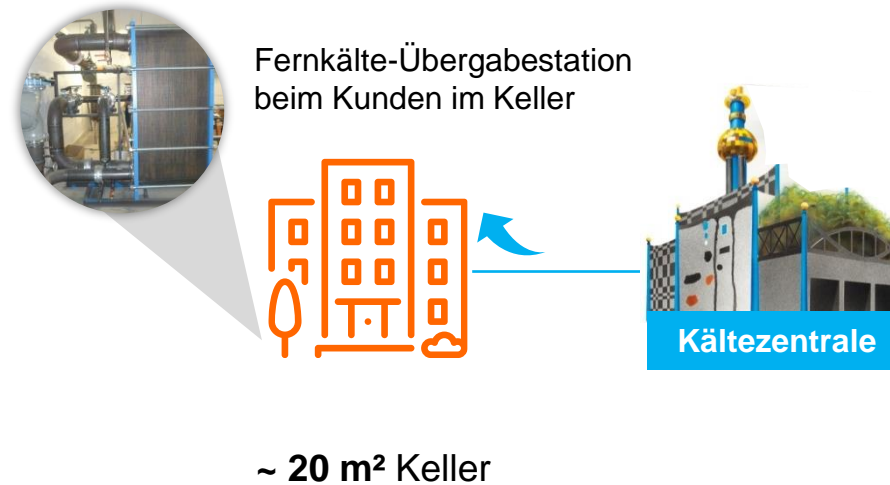 Fernkälte-Übergabestation
beim Kunden im Keller
Kältezentrale
~ 20 m² Keller